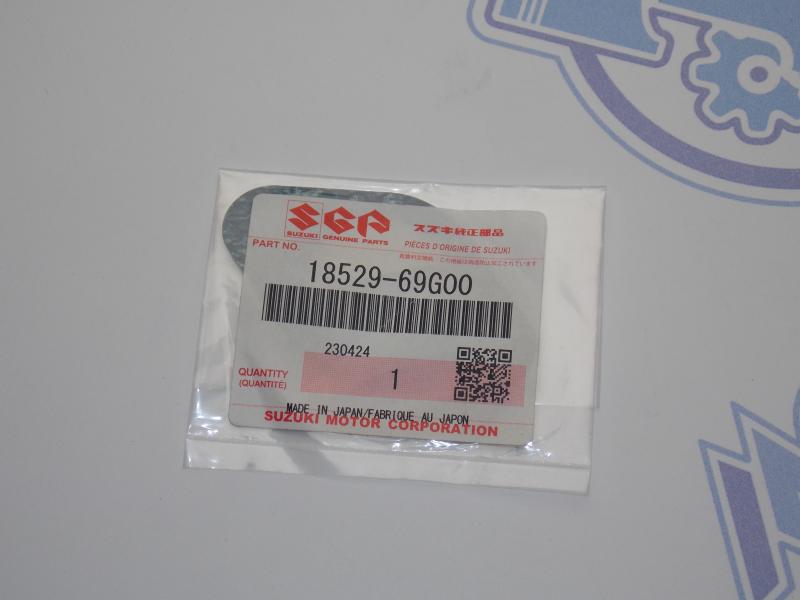 SGP
SUZUKI GENUINE PARTS
スズキ純正部品
PIÈCES D'ORIGINE DE SUZUKI
PART NO.
18529-69G00
230424
QUANTITY
(QUANTITÉ)
1
MADE IN JAPAN/FABRIQUE AU JAPON
SUZUKI MOTOR CORPORATION